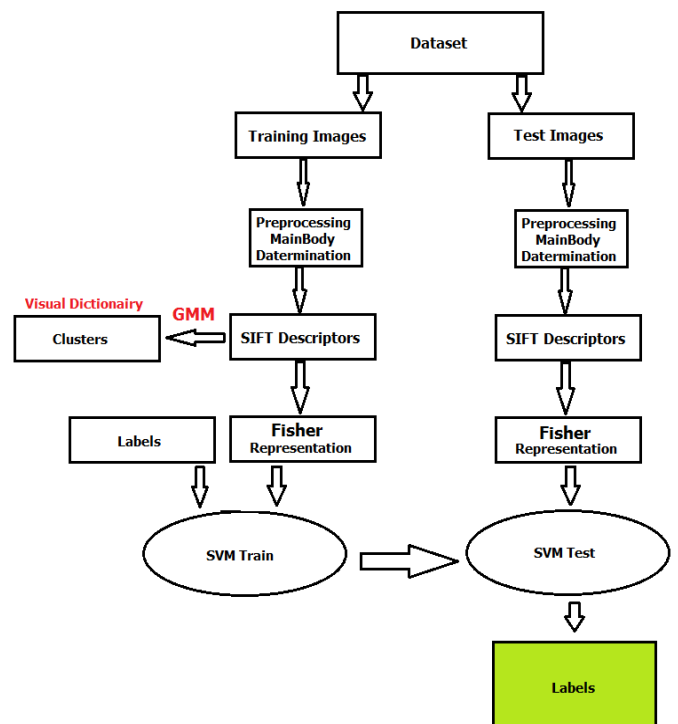 Dataset
Training Images
Test Images
Preprocessing
MainBody
Datermination
Preprocessing
MainBody
Datermination
Visual Dictionairy
GMM
Clusters
SIFT Descriptors
SIFT Descriptors
Labels
Fisher
Representation
Fisher
Representation
SVM Train
SVM Test
Labels